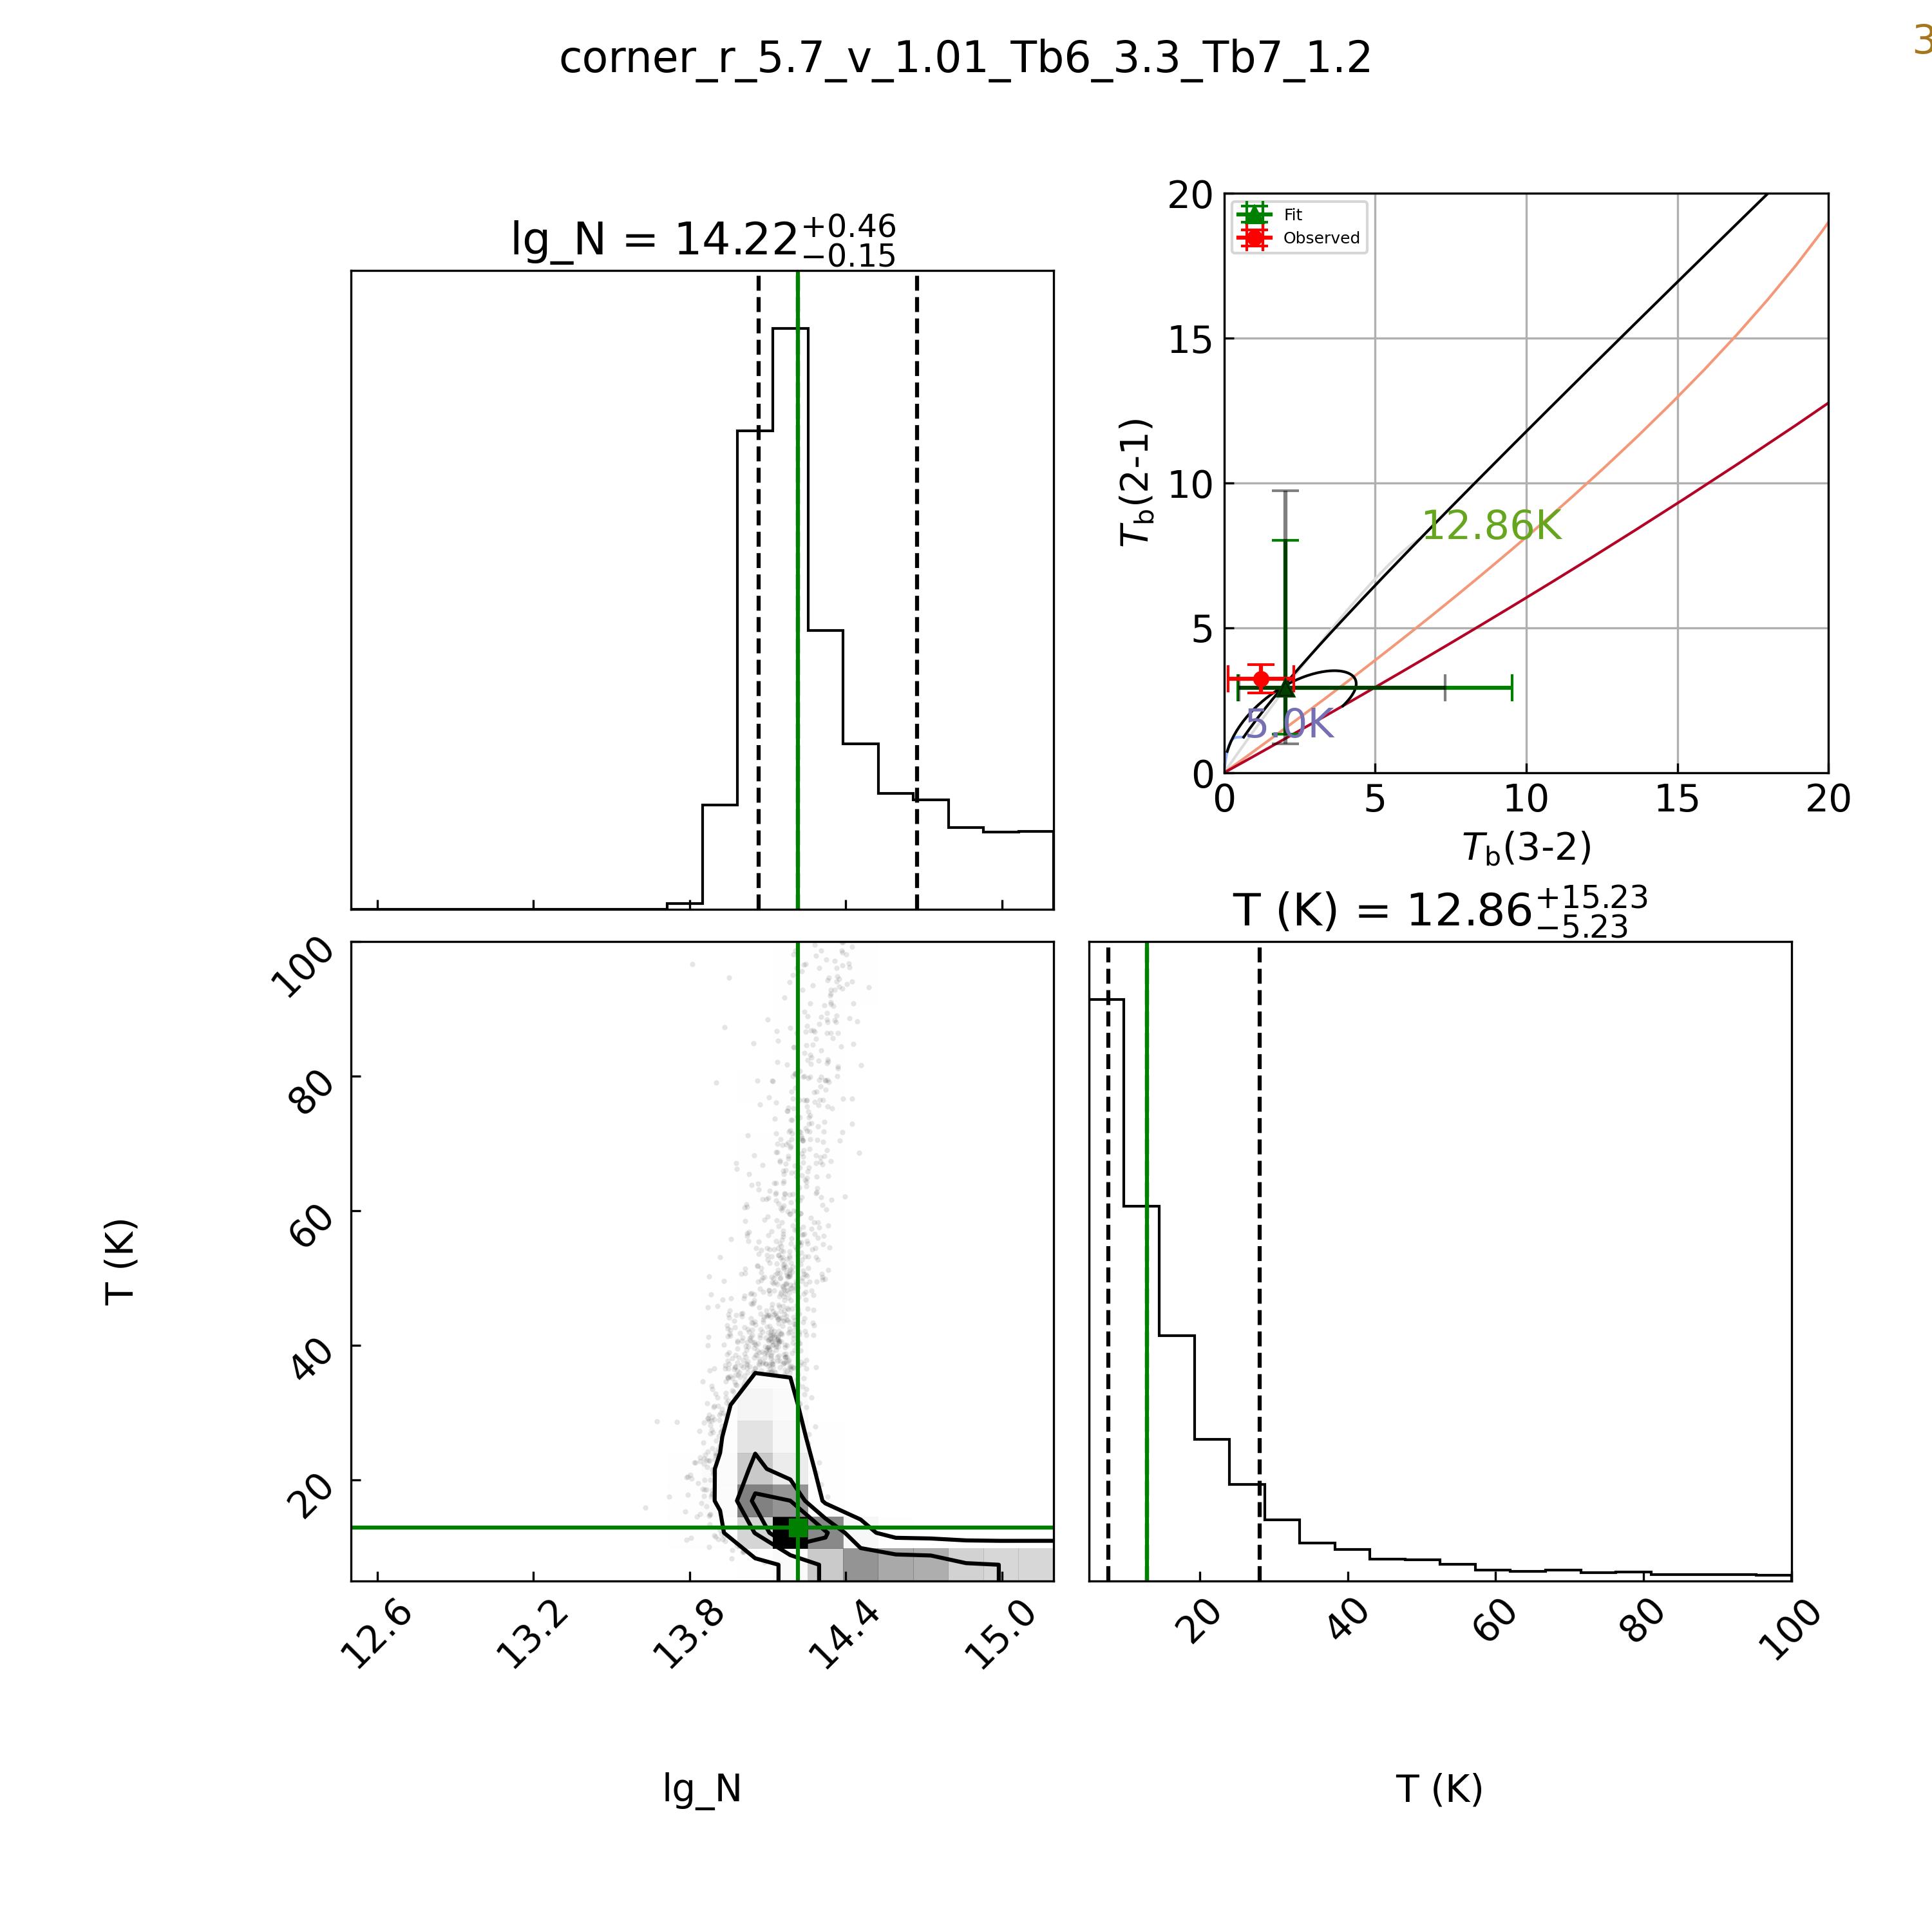 corner_r_5.7_v_1.01_Tb6_3.3_Tb7_1.2
3
lg_N = 14.22 +0.46 −0.15
20
15
10
5
0
T_b(2-1)
Fit
Observed
12.86K
5.0K
0 5 10 15 20
T_b(3-2)
T (K) = 12.86 +15.23 −5.23
100
80
60
40
20
T (K)
12.6 13.2 13.8 14.4 15.0
20 40 60 80 100
lg_N
T (K)